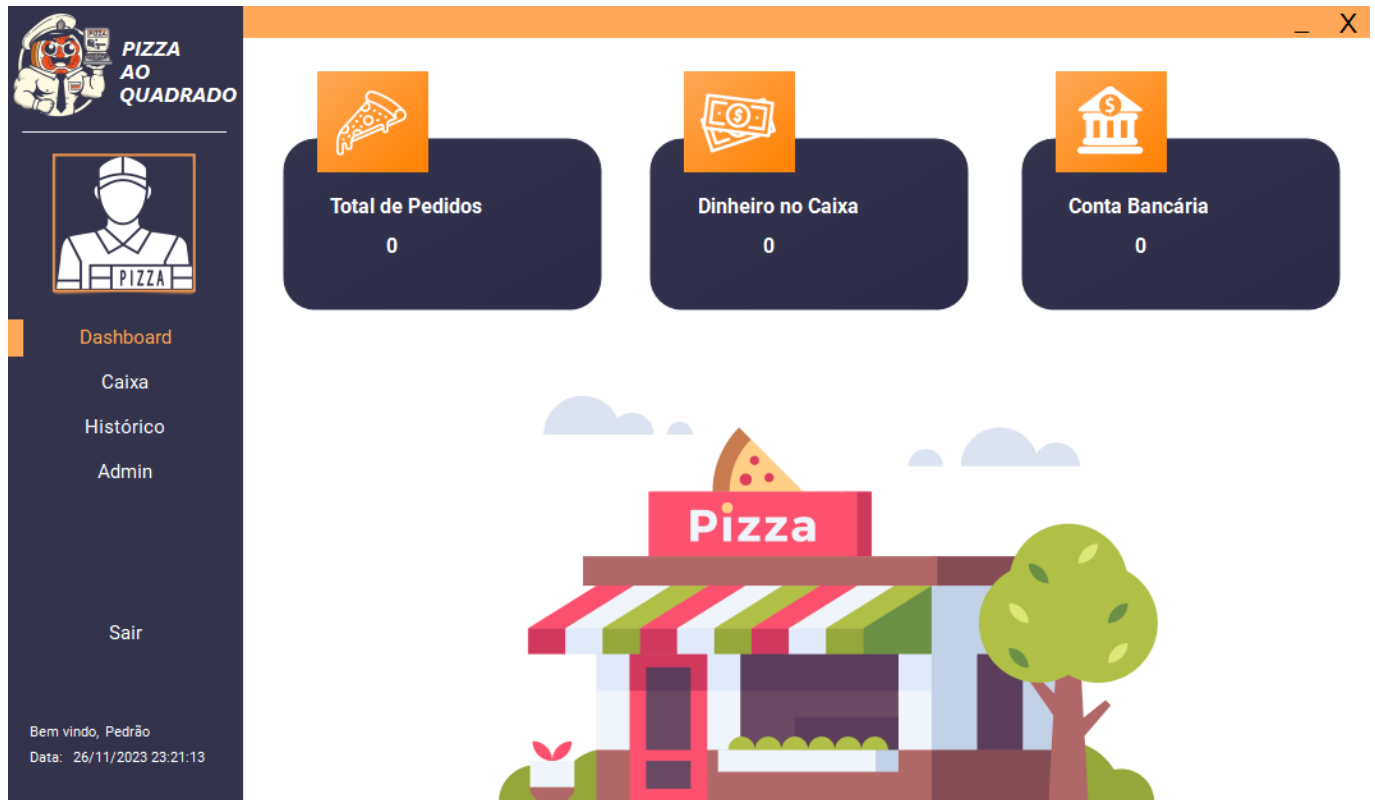 PIZZA
AO
QUADRADO
PIZZA
PIZZA
Dashboard
Caixa
Histórico
Admin
Sair
Bem vindo, Pedrão
Data: 26/11/2023 23:21:13
_ X
Total de Pedidos
0
Dinheiro no Caixa
0
Conta Bancária
0
Pizza